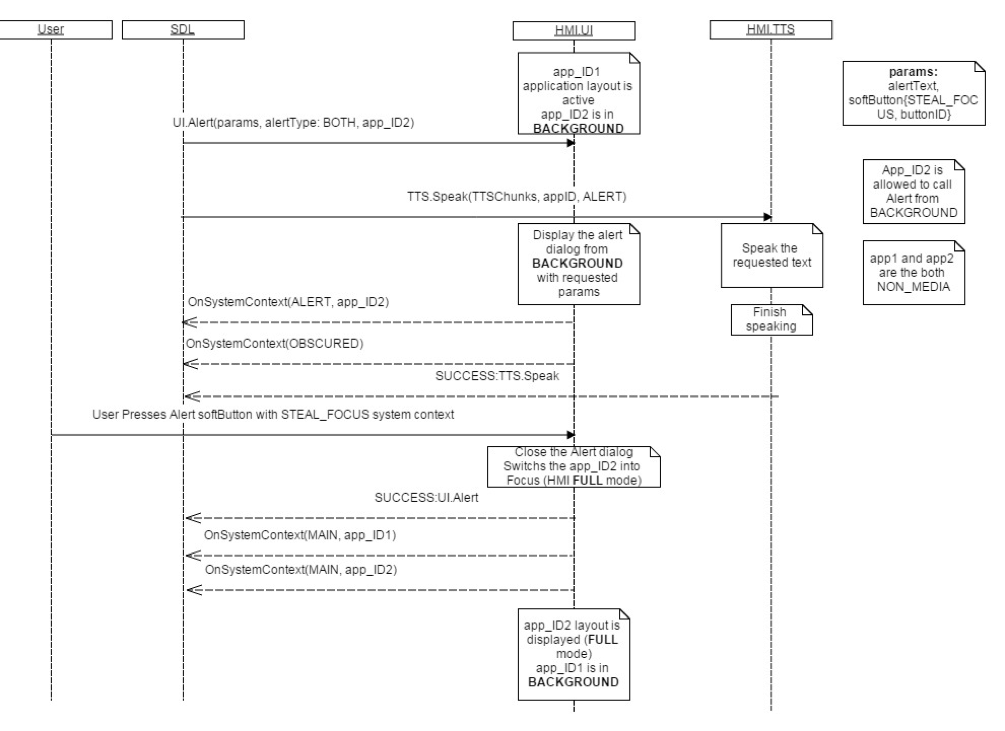 User
SDL
HMI.UI
HMI.TTS
app_ID1
application layout is
active
app_ID2 is in
BACKGROUND
params:
alertText,
softButton{STEAL_FOC
US, buttonID}
UI.Alert(params, alertType: BOTH, app_ID2)
App_ID2 is
allowed to call
Alert from
BACKGROUND
TTS.Speak(TTSChunks, appID, ALERT)
Display the alert
dialog from
BACKGROUND
with requested
params
Speak the
requested text
app1 and app2
are the both
NON_MEDIA
OnSystemContext(ALERT, app_ID2)
Finish
speaking
OnSystemContext(OBSCURED)
SUCCESS:TTS.Speak
User Presses Alert softButton with STEAL_FOCUS system context
Close the Alert dialog
Switchs the app_ID2 into
Focus (HMI FULL mode)
SUCCESS:UI.Alert
OnSystemContext(MAIN, app_ID1)
OnSystemContext(MAIN, app_ID2)
app_ID2 layout is
displayed (FULL
mode)
app_ID1 is in
BACKGROUND